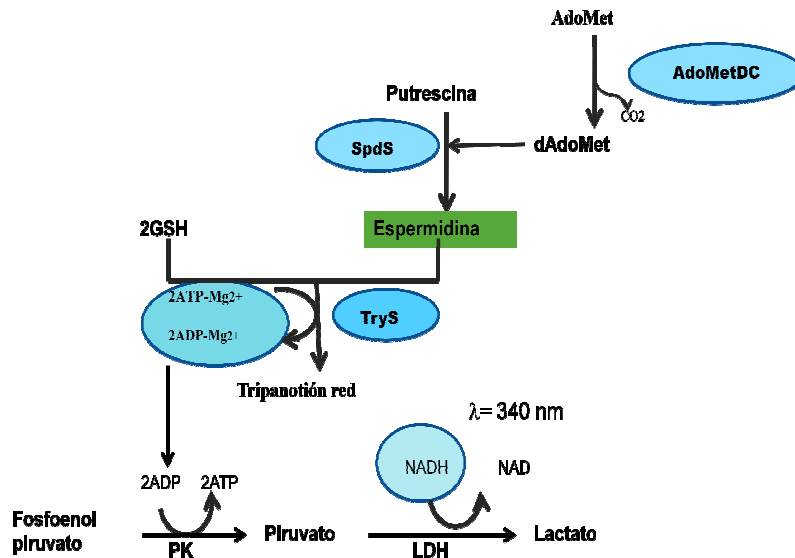 AdoMet
AdoMetDC
CO2
Putrescina
SpdS
dAdoMet
2GSH
Espermidina
2ATP-Mg2+
2ADP-Mg2+
TryS
Tripanotión red
λ= 340 nm
NADH
NAD
2ADP
2ATP
Fosfoenol
piruvato
PK
Piruvato
LDH
Lactato